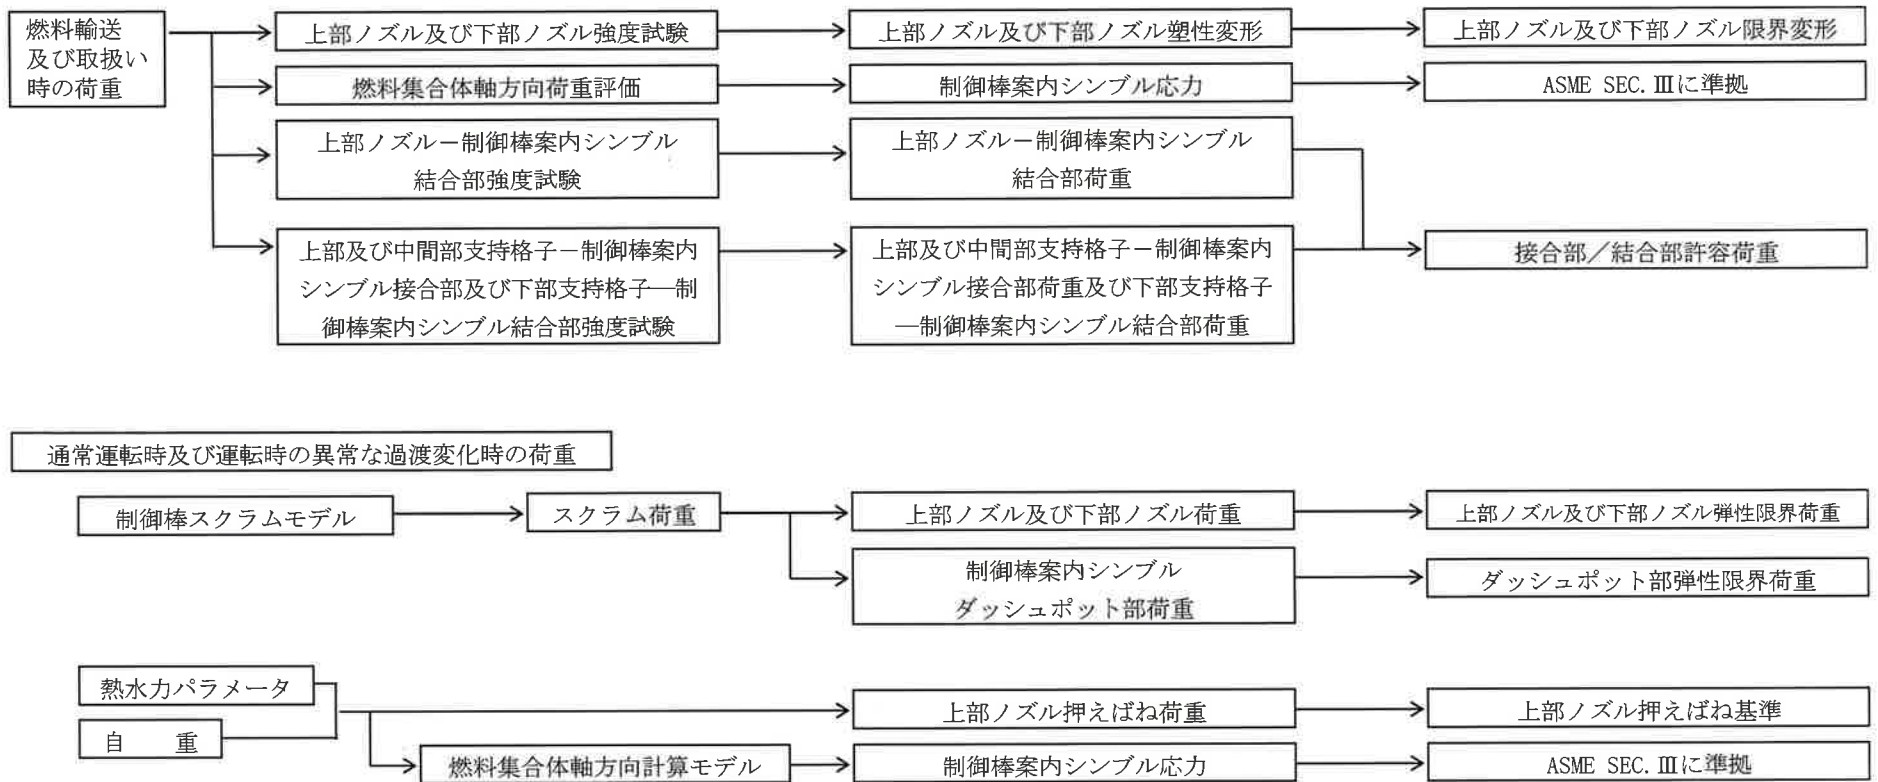 燃料輸送
及び取扱い
時の荷重
上部ノズル及び下部ノズル強度試験
上部ノズル及び下部ノズル塑性変形
上部ノズル及び下部ノズル限界変形
燃料集合体軸方向荷重評価
制御棒案内シンブル応力
ASME SEC.Ⅲに準拠
上部ノズル－制御棒案内シンブル
結合部強度試験
上部ノズル－制御棒案内シンブル
結合部荷重
上部及び中間部支持格子－制御棒案内
シンブル接合部及び下部支持格子―制
御棒案内シンブル結合部強度試験
上部及び中間部支持格子－制御棒案内
シンブル接合部荷重及び下部支持格子
―制御棒案内シンブル結合部荷重
接合部／結合部許容荷重
通常運転時及び運転時の異常な過渡変化時の荷重
制御棒スクラムモデル
スクラム荷重
上部ノズル及び下部ノズル荷重
上部ノズル及び下部ノズル弾性限界荷重
制御棒案内シンブル
ダッシュポット部荷重
ダッシュポット部弾性限界荷重
熱水力パラメータ
自　　重
上部ノズル押えばね荷重
上部ノズル押えばね基準
燃料集合体軸方向計算モデル
制御棒案内シンブル応力
ASME SEC.Ⅲに準拠